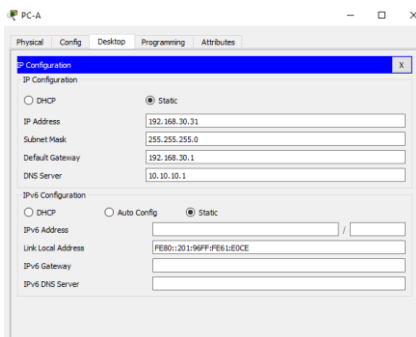 PC-A
Physical Config Desktop Programming Attributes
IP Configuration X
IP Configuration
DHCP Static
IP Address 192.168.30.31
Subnet Mask 255.255.255.0
Default Gateway 192.168.30.1
DNS Server 10.10.10.1
IPv6 Configuration
DHCP Auto Config Static
IPv6 Address /
Link Local Address FE80::201:96FF:FE61:E0CE
IPv6 Gateway
IPv6 DNS Server